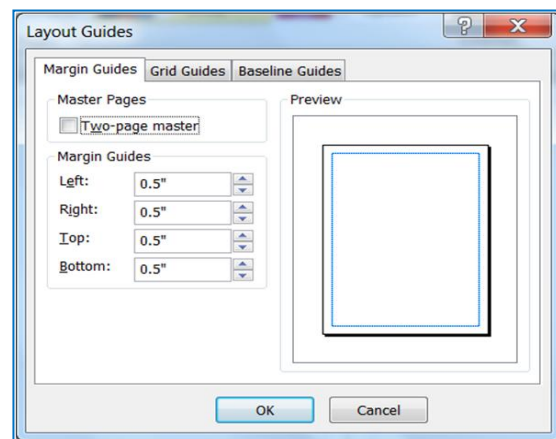 Layout Guides
Margin Guides Grid Guides Baseline Guides
Master Pages
Two-page master
Margin Guides
Left: 0.5"
Right: 0.5"
Top: 0.5"
Bottom: 0.5"
Preview
OK Cancel